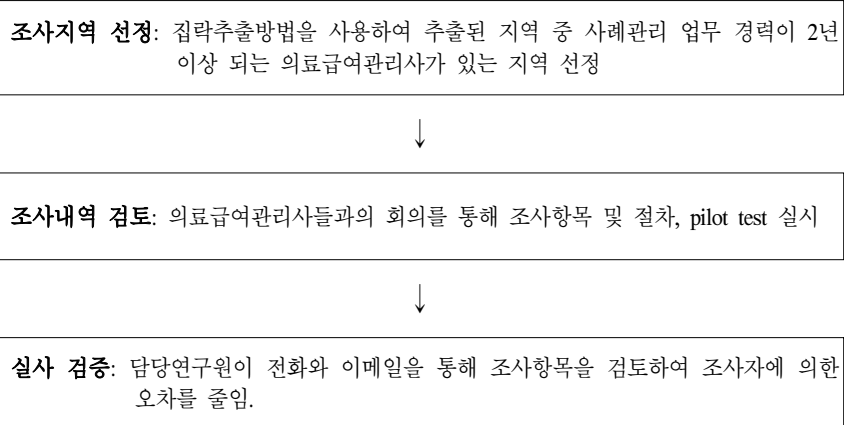 조사지역 선정: 집락추출방법을 사용하여 추출된 지역 중 사례관리 업무 경력이 2년
이상 되는 의료급여관리사가 있는 지역 선정
↓
조사내역 검토: 의료급여관리사들과의 회의를 통해 조사항목 및 절차, pilot test 실시
↓
실사 검증: 담당연구원이 전화와 이메일을 통해 조사항목을 검토하여 조사자에 의한
오차를 줄임.